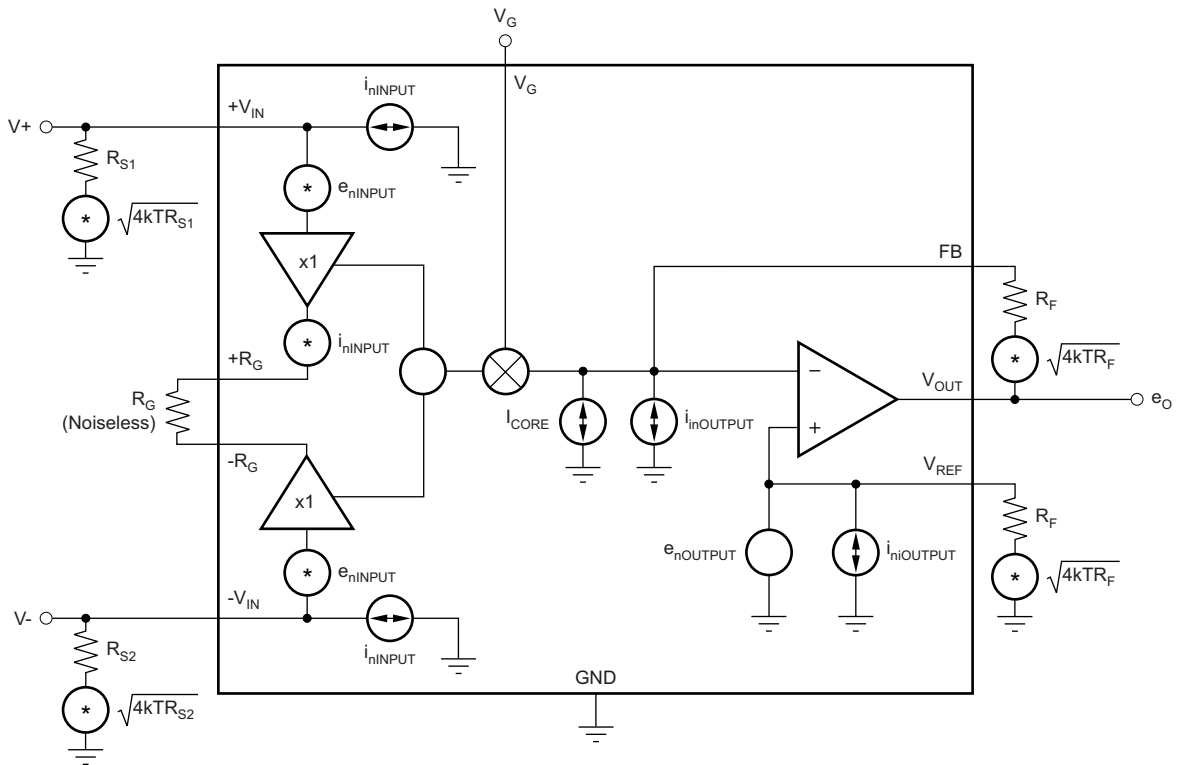 V_G
V_G
i_nINPUT
+V_IN
V+
R_S1
*
e_nINPUT
*
√4kTR_S1
x1
FB
R_F
*
i_nINPUT
+R_G
*
√4kTR_F
R_G
(Noiseless)
−
V_OUT
e_O
I_CORE
i_inOUTPUT
+
-R_G
V_REF
x1
R_F
e_nOUTPUT
i_niOUTPUT
*
e_nINPUT
*
√4kTR_F
-V_IN
V-
R_S2
i_nINPUT
GND
*
√4kTR_S2